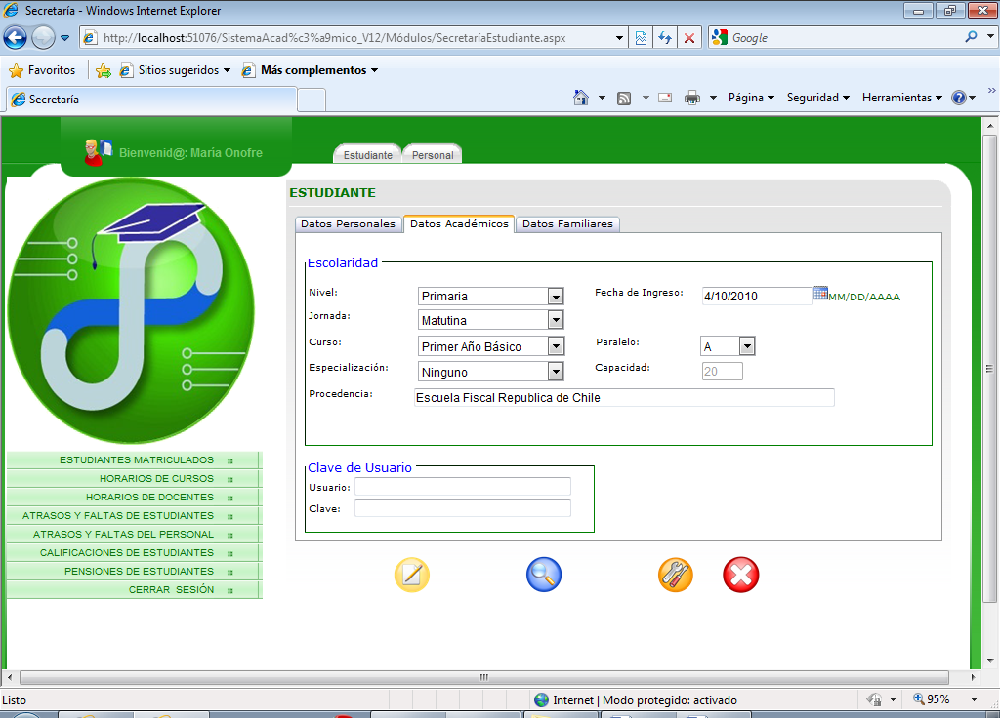 Secretaría - Windows Internet Explorer
http://localhost:51076/SistemaAcad%c3%a9mico_V12/Módulos/SecretaríaEstudiante.aspx
Google
Favoritos
Sitios sugeridos
Más complementos
Secretaría
Página
Seguridad
Herramientas
»
Bienvenid@: Maria Onofre
Estudiante
Personal
ESTUDIANTE
Datos Personales
Datos Académicos
Datos Familiares
Escolaridad
Nivel: Primaria
Fecha de Ingreso: 4/10/2010 MM/DD/AAAA
Jornada: Matutina
Curso: Primer Año Básico
Paralelo: A
Especialización: Ninguno
Capacidad: 20
Procedencia: Escuela Fiscal Republica de Chile
Clave de Usuario
Usuario:
Clave:
ESTUDIANTES MATRICULADOS
HORARIOS DE CURSOS
HORARIOS DE DOCENTES
ATRASOS Y FALTAS DE ESTUDIANTES
ATRASOS Y FALTAS DEL PERSONAL
CALIFICACIONES DE ESTUDIANTES
PENSIONES DE ESTUDIANTES
CERRAR SESIÓN
Listo
Internet | Modo protegido: activado
95%